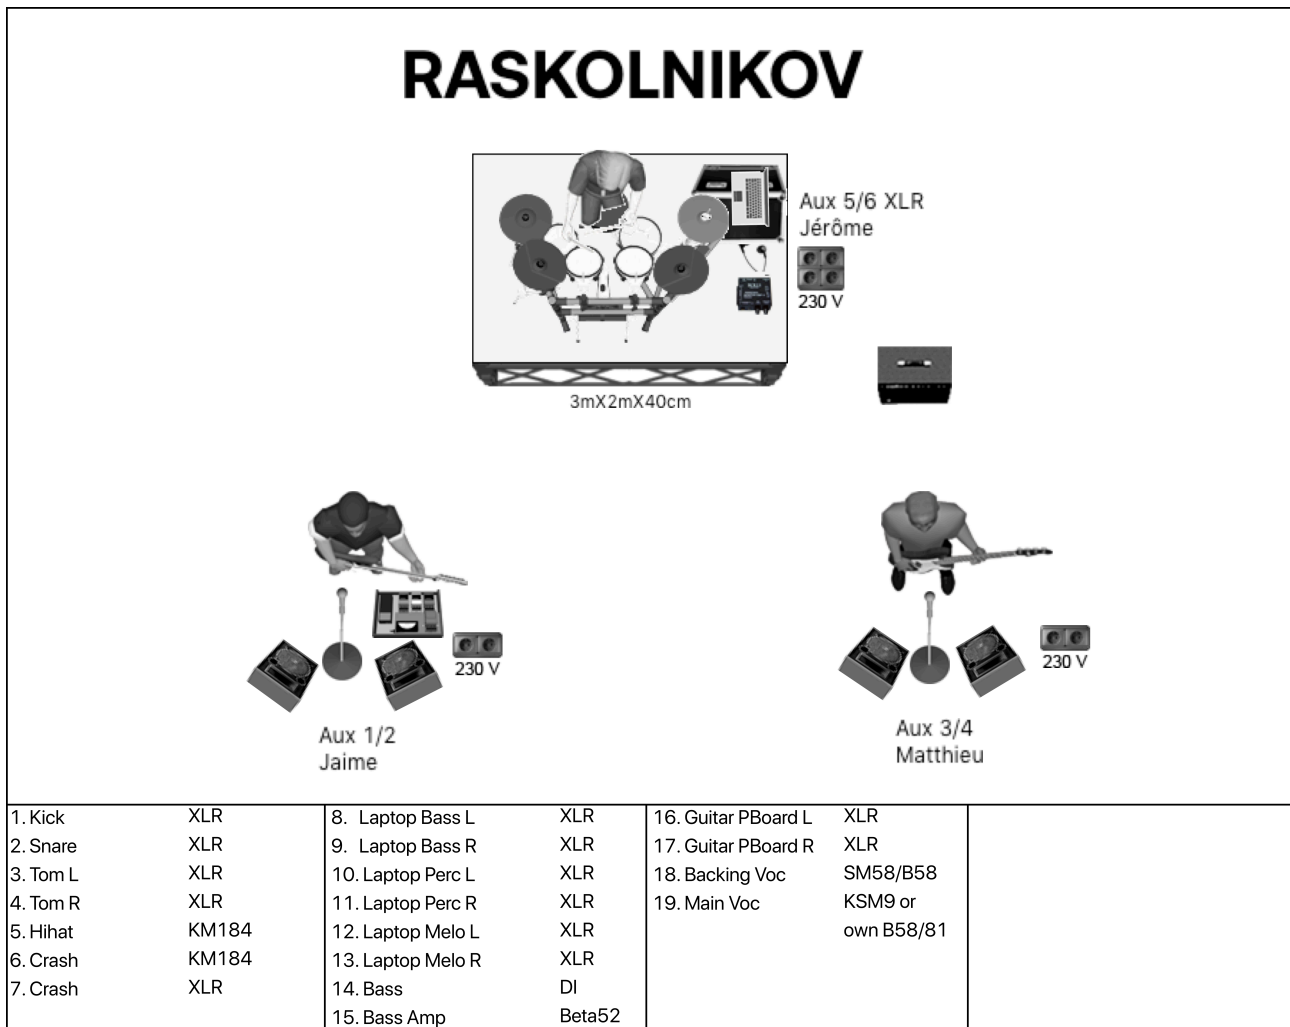 RASKOLNIKOV
Aux 5/6 XLR
Jérôme
230 V
3mX2mX40cm
230 V
230 V
Aux 1/2
Jaime
Aux 3/4
Matthieu
1. Kick XLR
2. Snare XLR
3. Tom L XLR
4. Tom R XLR
5. Hihat KM184
6. Crash KM184
7. Crash XLR
8. Laptop Bass L XLR
9. Laptop Bass R XLR
10. Laptop Perc L XLR
11. Laptop Perc R XLR
12. Laptop Melo L XLR
13. Laptop Melo R XLR
14. Bass DI
15. Bass Amp Beta52
16. Guitar PBoard L XLR
17. Guitar PBoard R XLR
18. Backing Voc SM58/B58
19. Main Voc KSM9 or
own B58/81